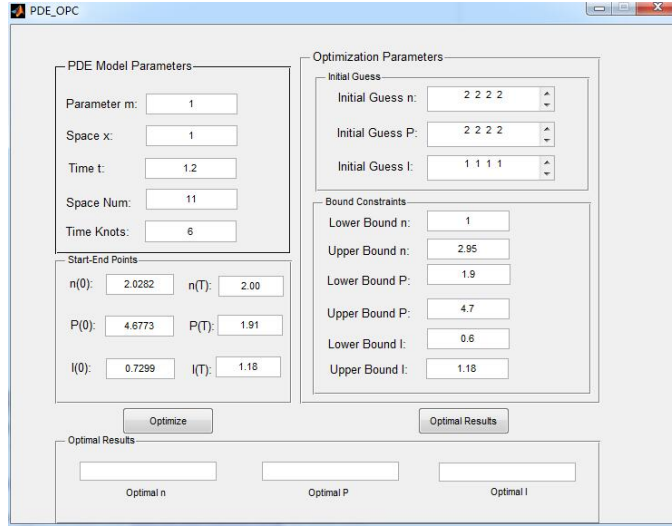 PDE_OPC
PDE Model Parameters
Parameter m: 1
Space x: 1
Time t: 1.2
Space Num: 11
Time Knots: 6
Start-End Points
n(0): 2.0282 n(T): 2.00
P(0): 4.6773 P(T): 1.91
I(0): 0.7299 I(T): 1.18
Optimize
Optimization Parameters
Initial Guess
Initial Guess n: 2 2 2 2
Initial Guess P: 2 2 2 2
Initial Guess I: 1 1 1 1
Bound Constraints
Lower Bound n: 1
Upper Bound n: 2.95
Lower Bound P: 1.9
Upper Bound P: 4.7
Lower Bound I: 0.6
Upper Bound I: 1.18
Optimal Results
Optimal Results
Optimal n Optimal P Optimal I